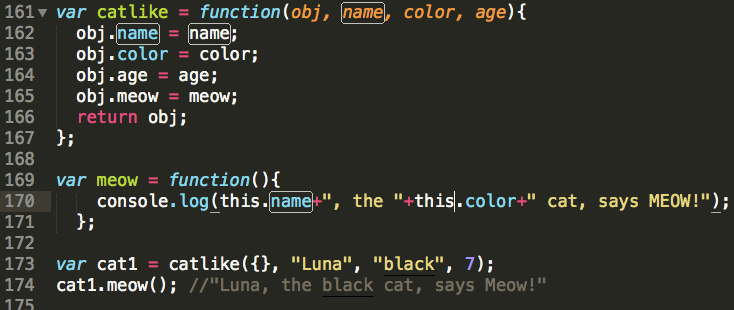 161 var catlike = function(obj, name, color, age){
162 obj.name = name;
163 obj.color = color;
164 obj.age = age;
165 obj.meow = meow;
166 return obj;
167 };
168
169 var meow = function(){
170 console.log(this.name+", the "+this.color+" cat, says MEOW!");
171 };
172
173 var cat1 = catlike({}, "Luna", "black", 7);
174 cat1.meow(); //"Luna, the black cat, says Meow!"
175